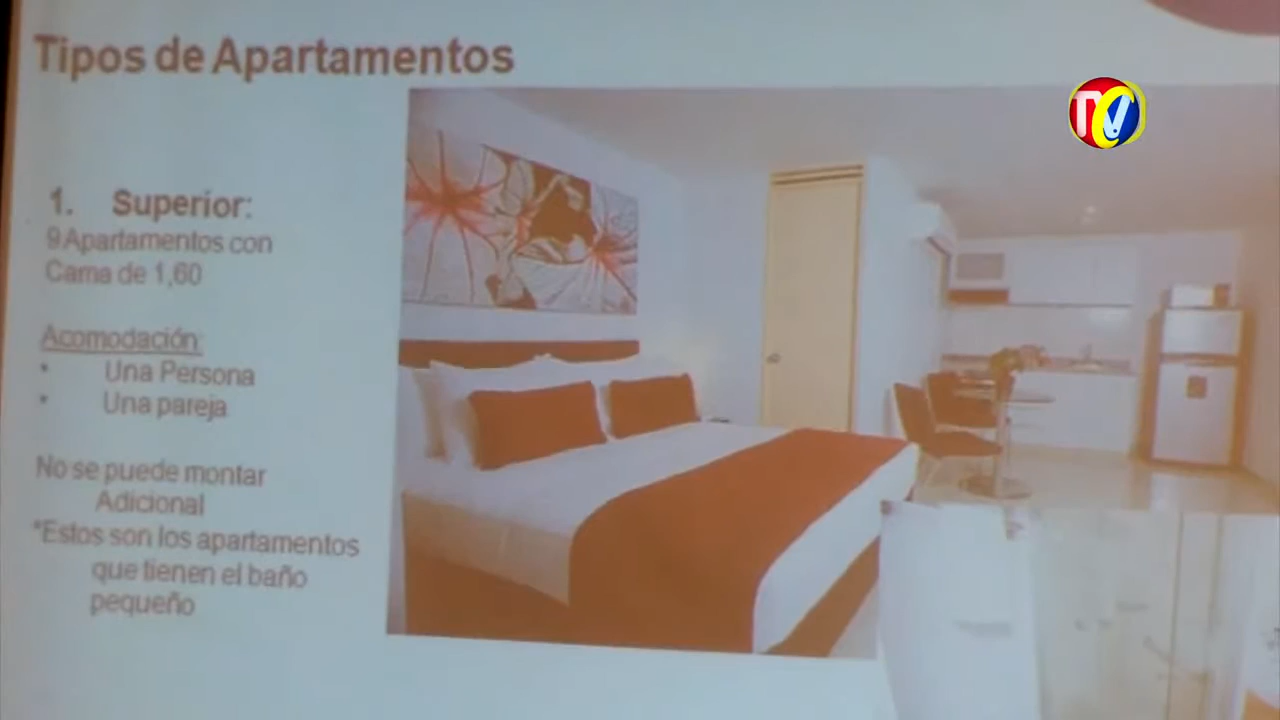 Tipos de Apartamentos
TCV
1. Superior:
9 Apartamentos con
Cama de 1,60
Acomodación:
• Una Persona
• Una pareja
No se puede montar
Adicional
*Estos son los apartamentos
que tienen el baño
pequeño